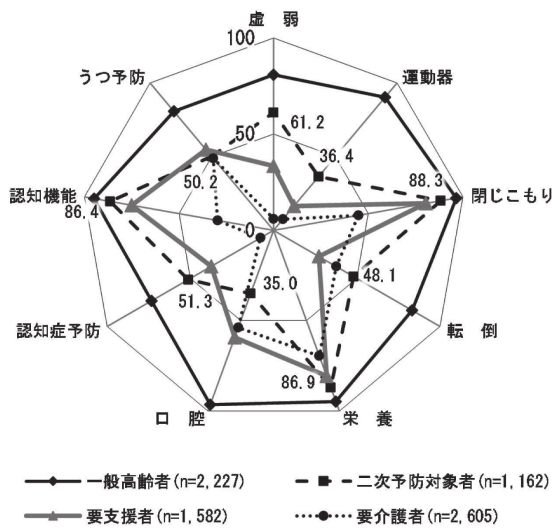 虚 弱
100
うつ予防
運動器
50
61.2
36.4
50.2
88.3
認知機能
閉じこもり
86.4
0
48.1
51.3
35.0
認知症予防
転 倒
86.9
口 腔
栄 養
一般高齢者(n=2,227)
二次予防対象者(n=1,162)
要支援者(n=1,582)
要介護者(n=2,605)